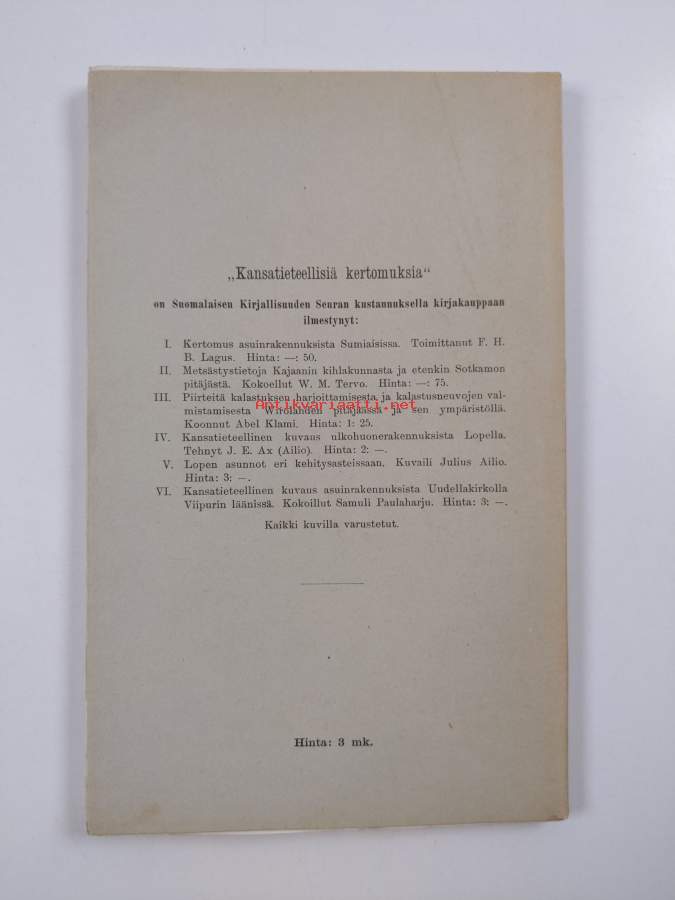 „Kansatieteellisiä kertomuksia“
on Suomalaisen Kirjallisuuden Seuran kustannuksella kirjakauppaan
ilmestynyt:
I. Kertomus asuinrakennuksista Sumiaisissa. Toimittanut F. H.
B. Lagus. Hinta: —: 50.
II. Metsästystietoja Kajaanin kihlakunnasta ja etenkin Sotkamon
pitäjästä. Kokoellut W. M. Tervo. Hinta: —: 75.
III. Piirteitä kalastuksen harjoittamisesta ja kalastusneuvojen val-
mistamisesta Wirolahden pitäjässä ja sen ympäristöllä.
Koonnut Abel Klami. Hinta: 1: 25.
Antikvariaatti.net
IV. Kansatieteellinen kuvaus ulkohuonerakennuksista Lopella.
Tehnyt J. E. Ax (Ailio). Hinta: 2: —.
V. Lopen asunnot eri kehitysasteissaan. Kuvaili Julius Ailio.
Hinta: 3: —.
VI. Kansatieteellinen kuvaus asuinrakennuksista Uudellakirkolla
Viipurin läänissä. Kokoillut Samuli Paulaharju. Hinta: 3: —.
Kaikki kuvilla varustetut.
Hinta: 3 mk.